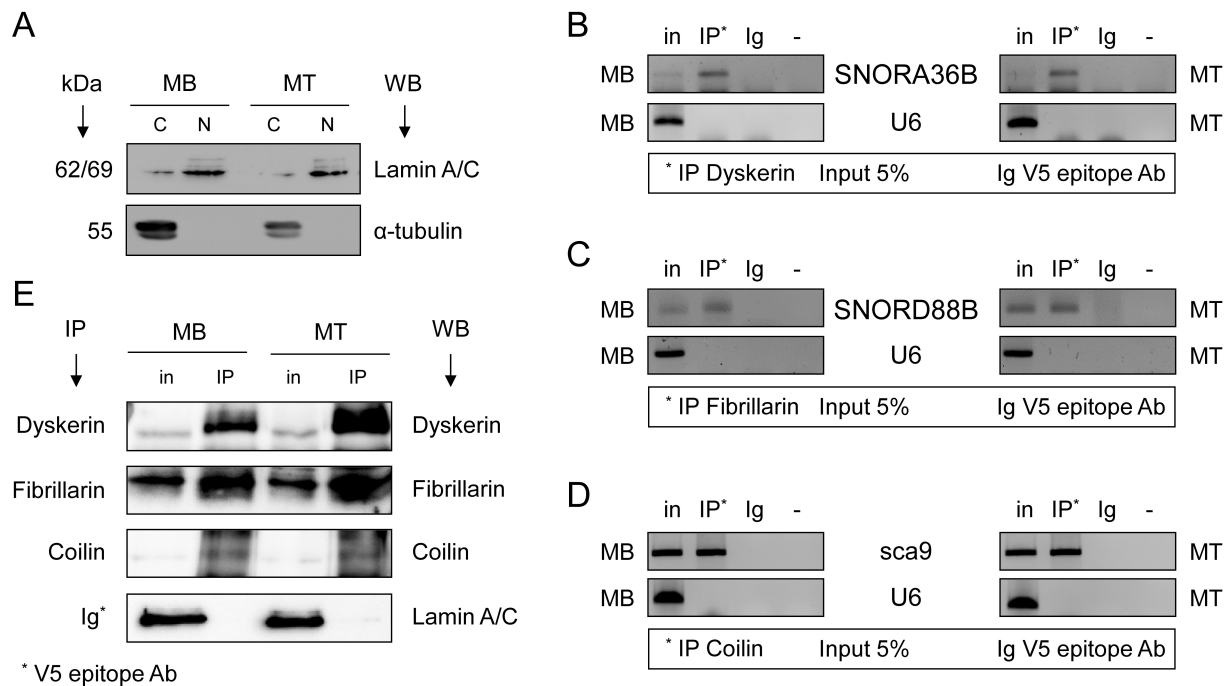 A
kDa MB MT WB
C N C N
62/69 Lamin A/C
55 α-tubulin
B
in IP* Ig - in IP* Ig -
MB SNORA36B MT
MB U6 MT
* IP Dyskerin Input 5% Ig V5 epitope Ab
C
in IP* Ig - in IP* Ig -
MB SNORD88B MT
MB U6 MT
* IP Fibrillarin Input 5% Ig V5 epitope Ab
D
in IP* Ig - in IP* Ig -
MB sca9 MT
MB U6 MT
* IP Coilin Input 5% Ig V5 epitope Ab
E
IP MB MT WB
in IP in IP
Dyskerin Dyskerin
Fibrillarin Fibrillarin
Coilin Coilin
Ig* Lamin A/C
* V5 epitope Ab